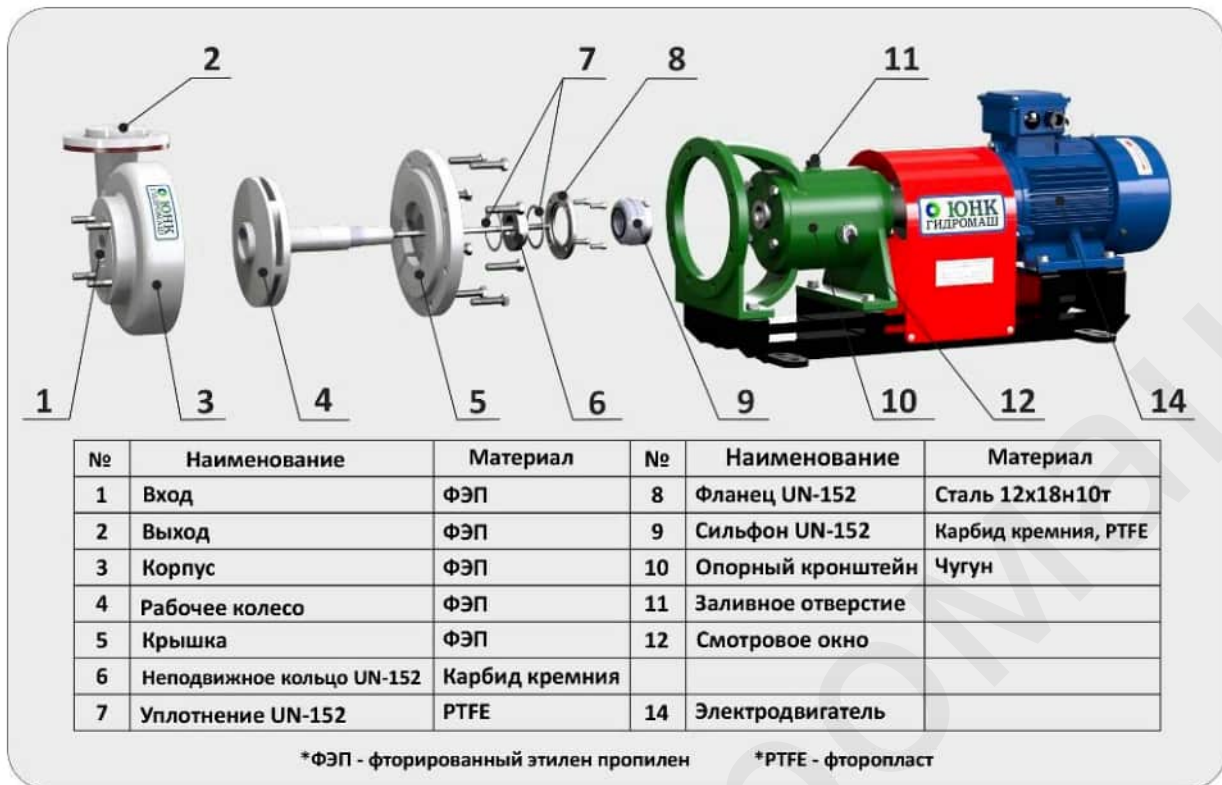 2
7
8
11
ЮНК
ГИДРОМАШ
ЮНК
ГИДРОМАШ
1
3
4
5
6
9
10
12
14
№ Наименование Материал № Наименование Материал
1 Вход ФЭП 8 Фланец UN-152 Сталь 12х18н10т
2 Выход ФЭП 9 Сильфон UN-152 Карбид кремния, PTFE
3 Корпус ФЭП 10 Опорный кронштейн Чугун
4 Рабочее колесо ФЭП 11 Заливное отверстие
5 Крышка ФЭП 12 Смотровое окно
6 Неподвижное кольцо UN-152 Карбид кремния
7 Уплотнение UN-152 PTFE 14 Электродвигатель
*ФЭП - фторированный этилен пропилен *PTFE - фторопласт